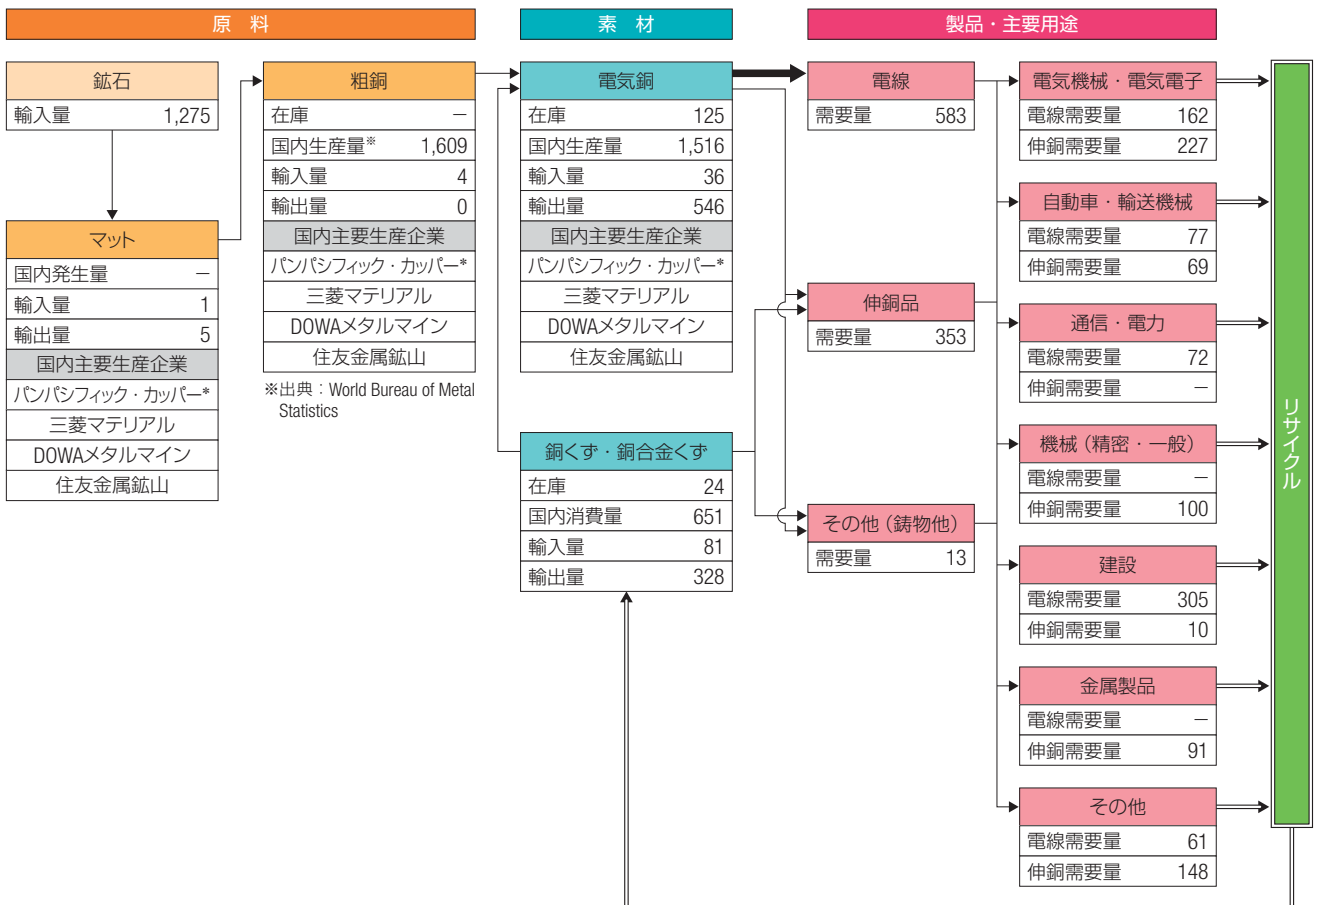 原 料
素 材
製品・主要用途
鉱石
輸入量 1,275
マット
国内発生量 －
輸入量 1
輸出量 5
国内主要生産企業
パンパシフィック・カッパー*
三菱マテリアル
DOWAメタルマイン
住友金属鉱山
粗銅
在庫 －
国内生産量※ 1,609
輸入量 4
輸出量 0
国内主要生産企業
パンパシフィック・カッパー*
三菱マテリアル
DOWAメタルマイン
住友金属鉱山
※出典：World Bureau of Metal
Statistics
電気銅
在庫 125
国内生産量 1,516
輸入量 36
輸出量 546
国内主要生産企業
パンパシフィック・カッパー*
三菱マテリアル
DOWAメタルマイン
住友金属鉱山
銅くず・銅合金くず
在庫 24
国内消費量 651
輸入量 81
輸出量 328
電線
需要量 583
伸銅品
需要量 353
その他（鋳物他）
需要量 13
電気機械・電気電子
電線需要量 162
伸銅需要量 227
自動車・輸送機械
電線需要量 77
伸銅需要量 69
通信・電力
電線需要量 72
伸銅需要量 －
機械（精密・一般）
電線需要量 －
伸銅需要量 100
建設
電線需要量 305
伸銅需要量 10
金属製品
電線需要量 －
伸銅需要量 91
その他
電線需要量 61
伸銅需要量 148
リサイクル